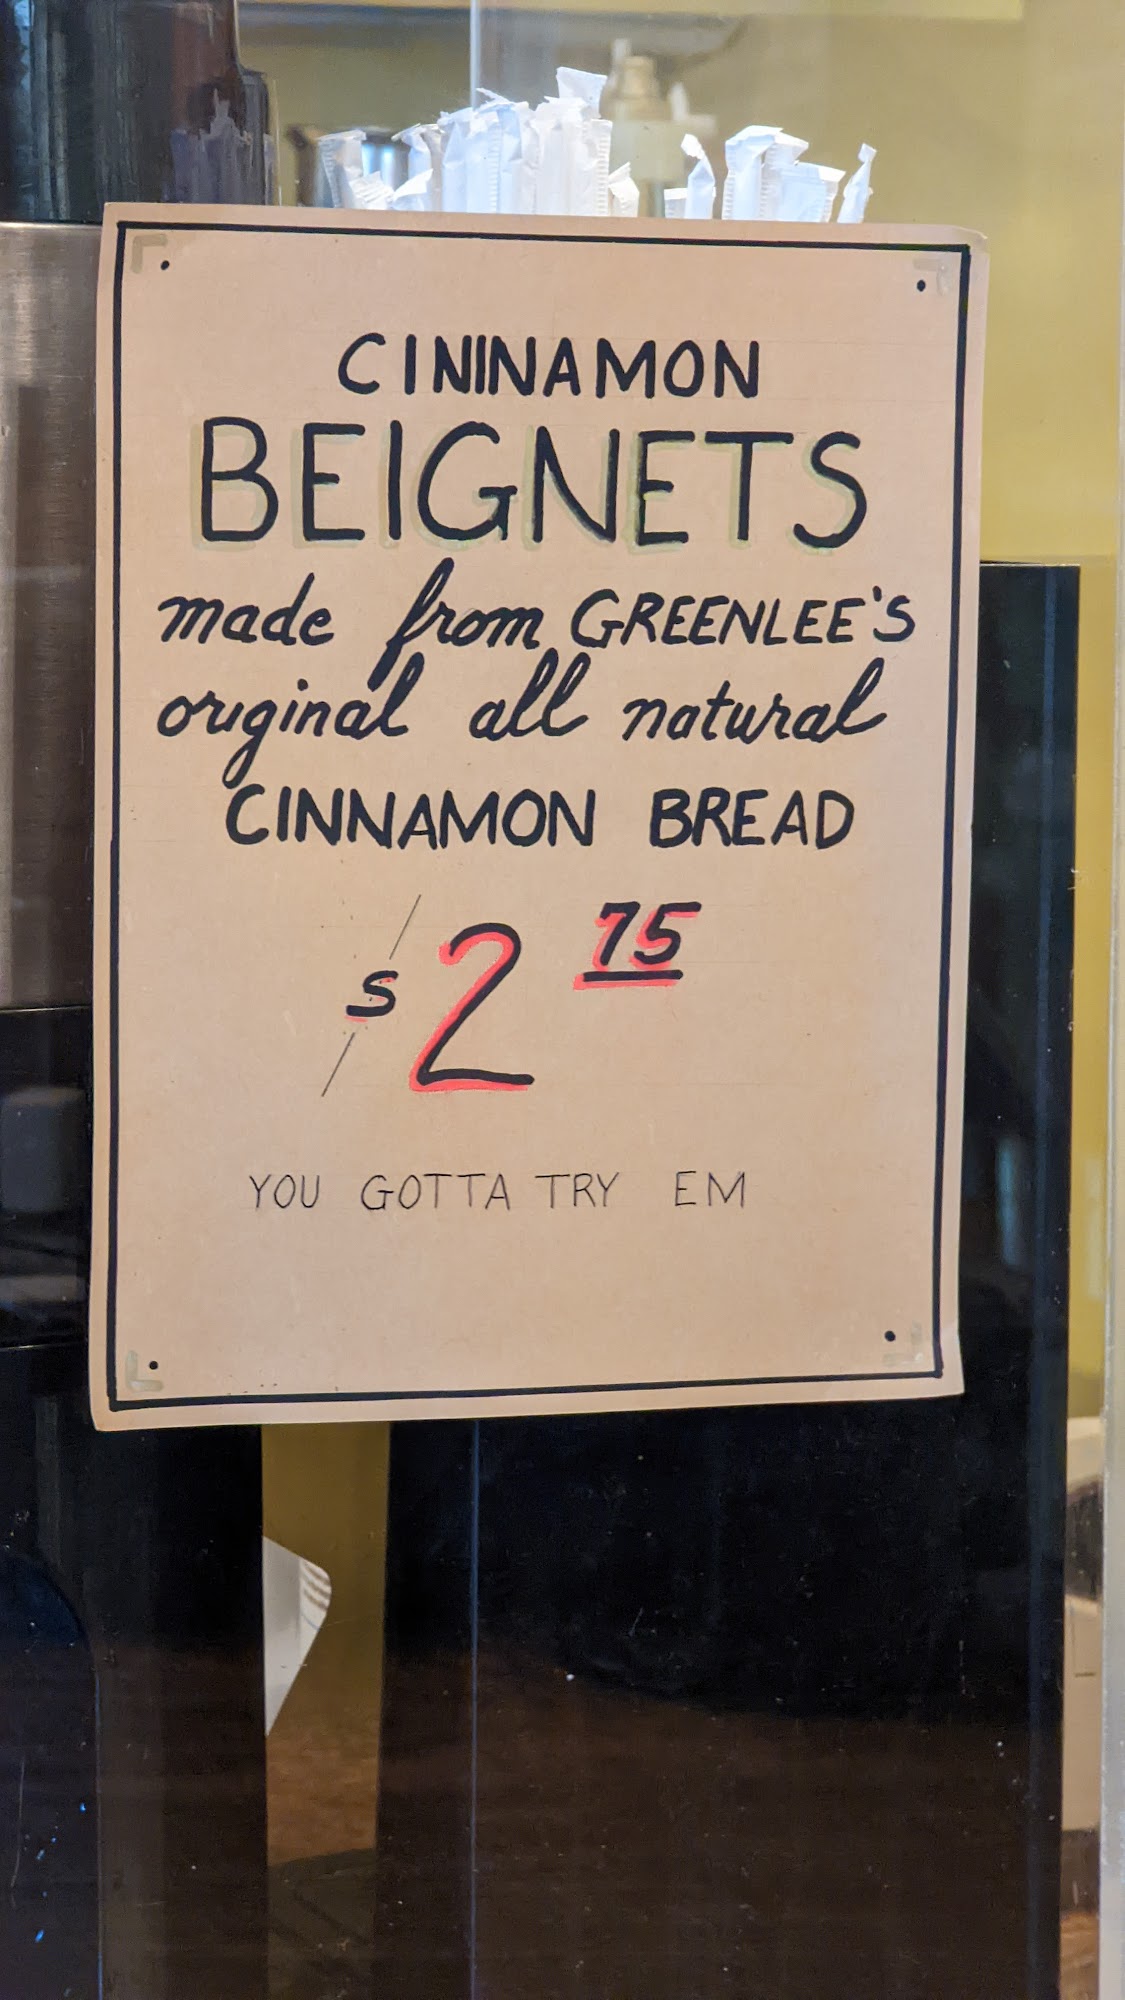 CININAMON
BEIGNETS
made from GREENLEE'S
original all natural
CINNAMON BREAD
$2 75
YOU GOTTA TRY EM